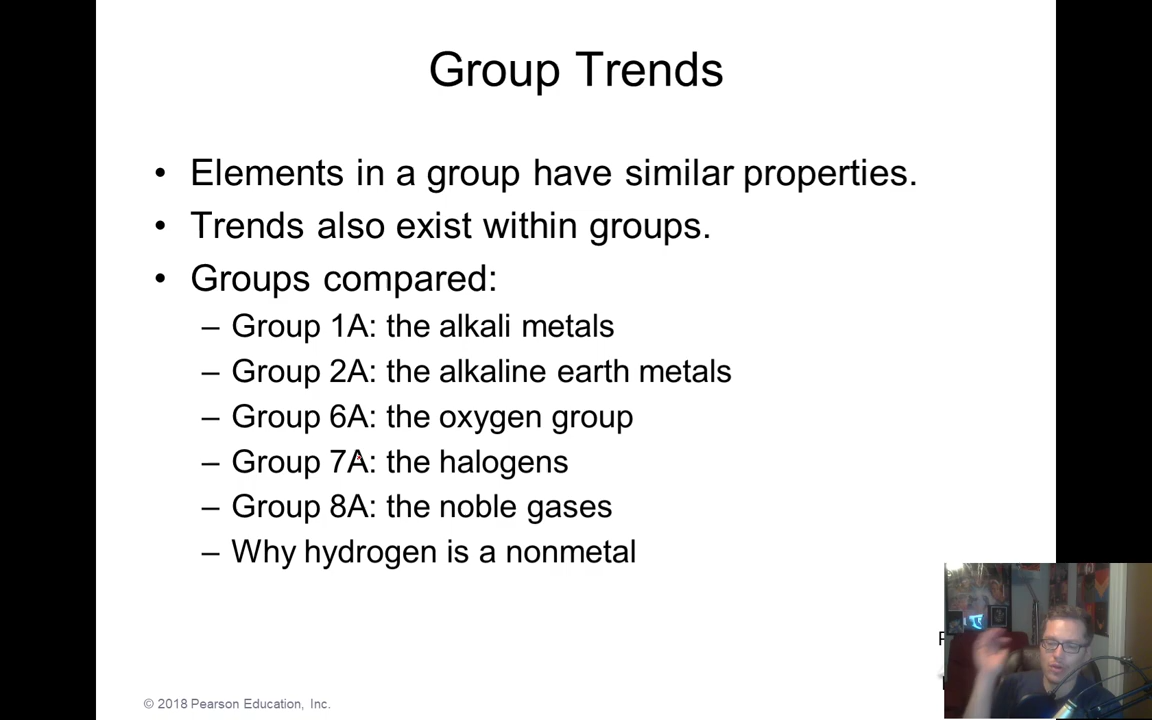 Group Trends
• Elements in a group have similar properties.
• Trends also exist within groups.
• Groups compared:
– Group 1A: the alkali metals
– Group 2A: the alkaline earth metals
– Group 6A: the oxygen group
– Group 7A: the halogens
– Group 8A: the noble gases
– Why hydrogen is a nonmetal
© 2018 Pearson Education, Inc.